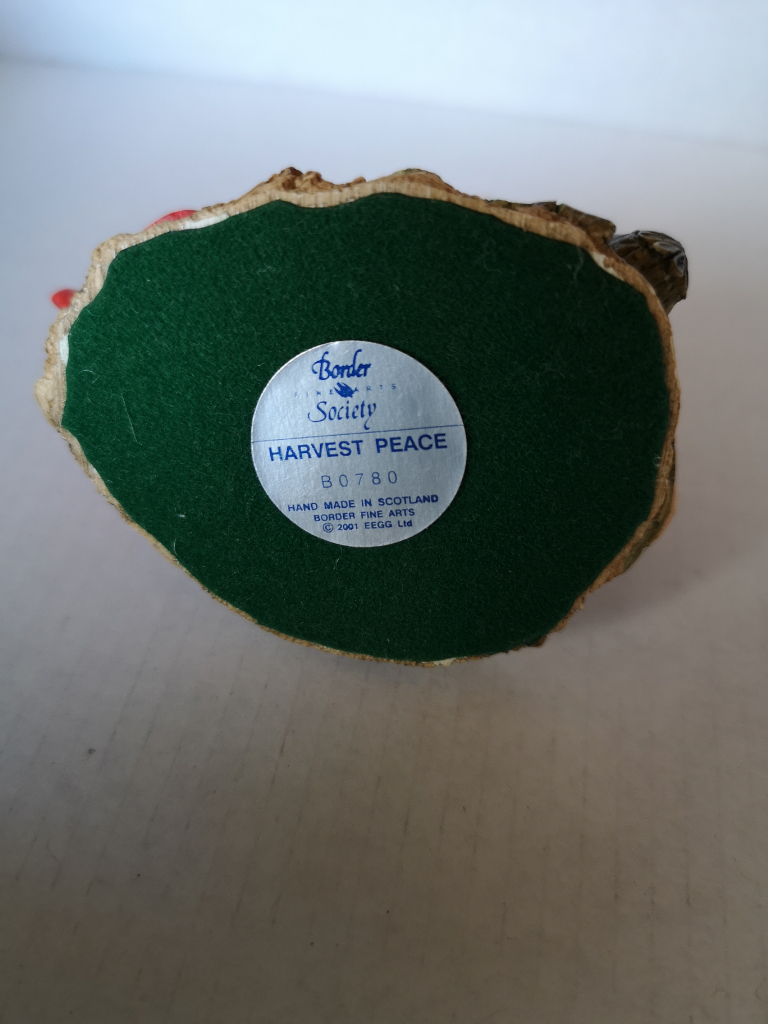 Border
FINE ARTS
Society
HARVEST PEACE
B0780
HAND MADE IN SCOTLAND
BORDER FINE ARTS
© 2001 EEGG Ltd